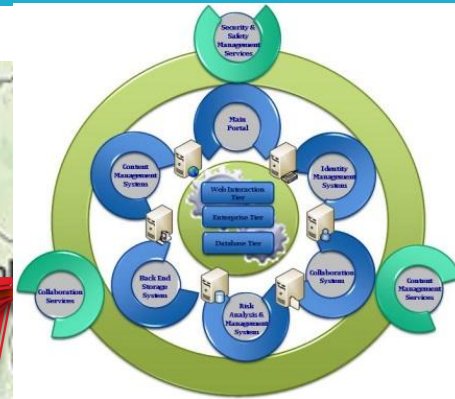 Security &
Safety
Management
Services
Main
Portal
Content
Management
System
Identity
Management
System
Web Interaction
Tier
Enterprise Tier
Database Tier
Back End
Storage
System
Collaboration
System
Risk
Analysis &
Management
System
Collaboration
Services
Content
Management
Services